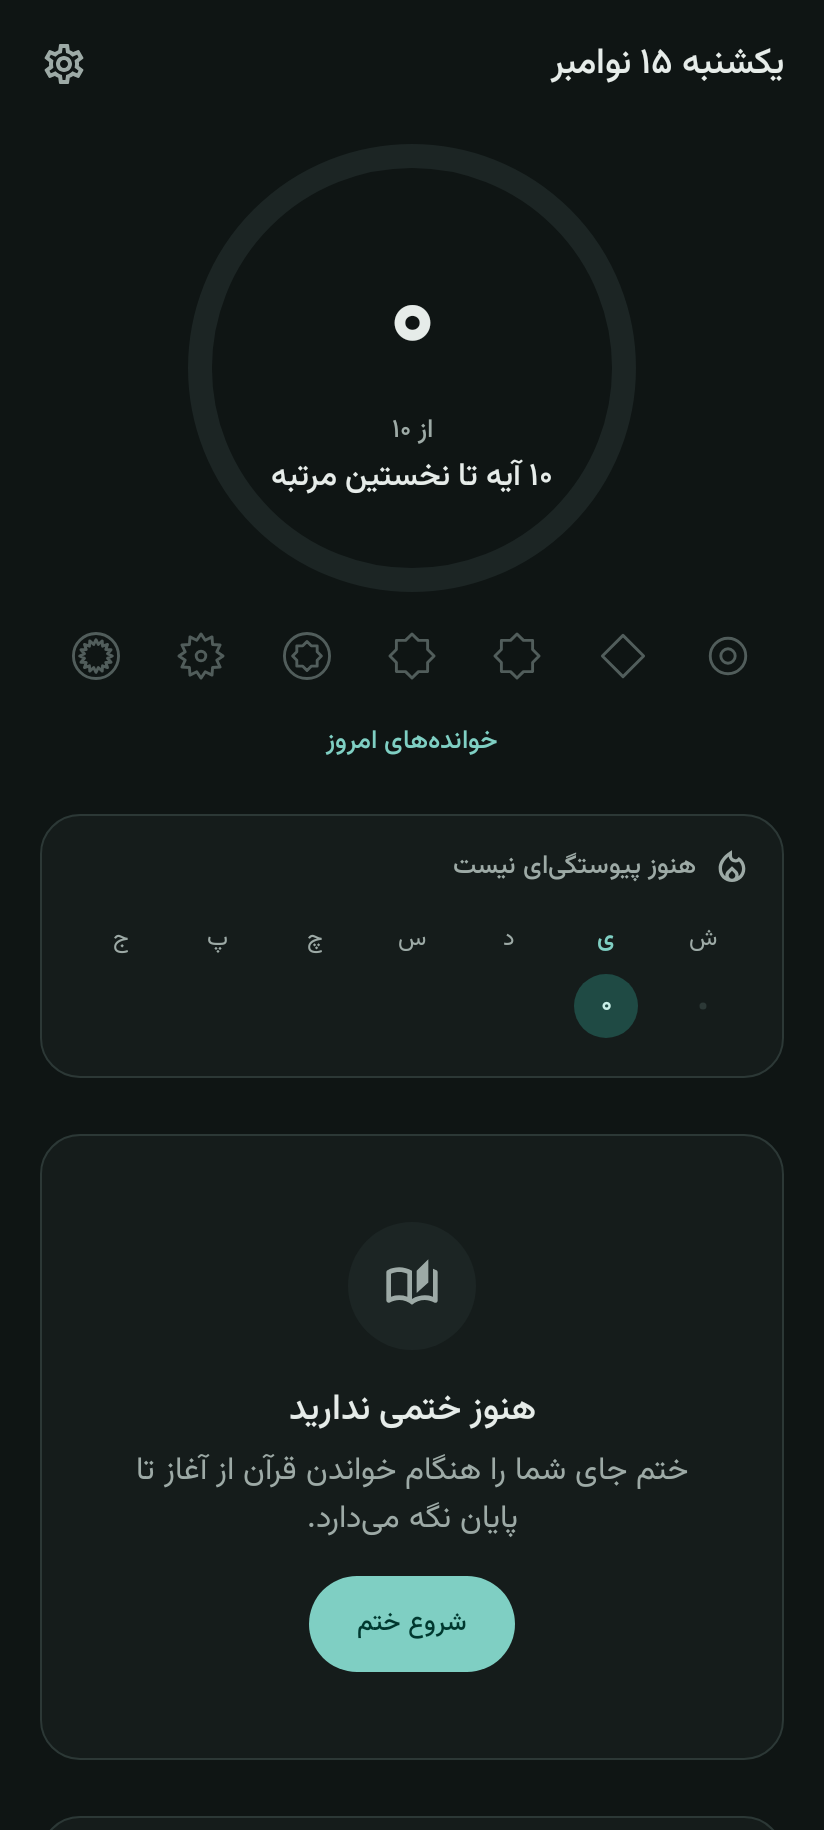 یکشنبه ۱۵ نوامبر
۰
از ۱۰
۱۰ آیه تا نخستین مرتبه
خوانده‌های امروز
هنوز پیوستگی‌ای نیست
ش ی د س چ پ ج
۰
هنوز ختمی ندارید
ختم جای شما را هنگام خواندن قرآن از آغاز تا
پایان نگه می‌دارد.
شروع ختم